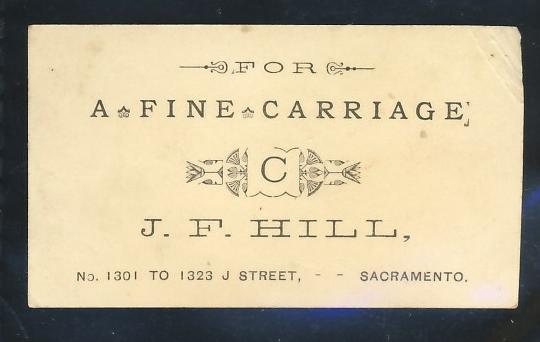 FOR
A FINE CARRIAGE
C
J. F. HILL,
No. 1301 TO 1323 J STREET, - - SACRAMENTO.